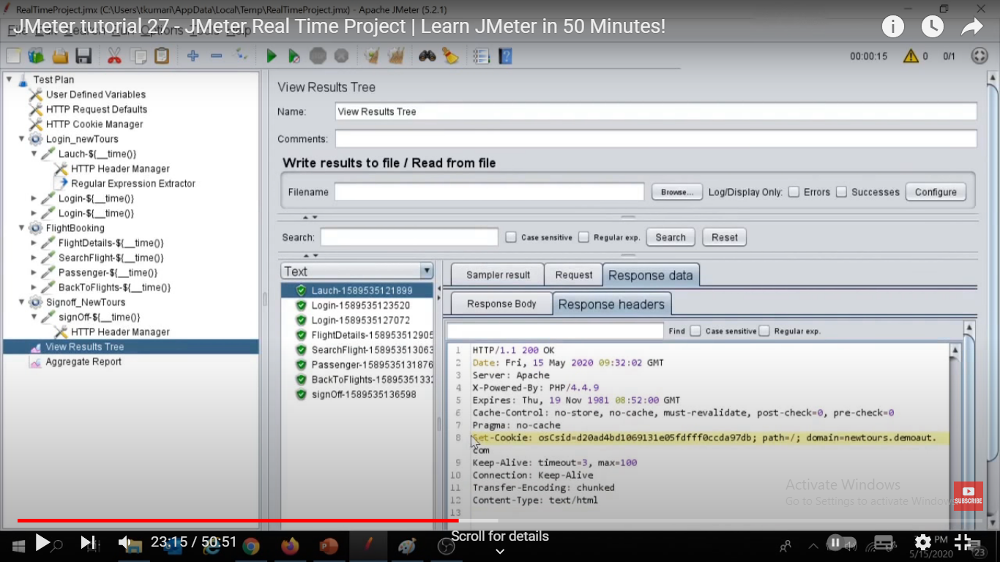 RealTimeProject.jmx (C:\Users\tkumari\AppData\Local\Temp\RealTimeProject.jmx) - Apache JMeter (5.2.1)
JMeter tutorial 27 - JMeter Real Time Project | Learn JMeter in 50 Minutes!
00:00:15 0 0/1
Test Plan
User Defined Variables
HTTP Request Defaults
HTTP Cookie Manager
Login_newTours
Lauch-${__time()}
HTTP Header Manager
Regular Expression Extractor
Login-${__time()}
Login-${__time()}
FlightBooking
FlightDetails-${__time()}
SearchFlight-${__time()}
Passenger-${__time()}
BackToFlights-${__time()}
Signoff_NewTours
signOff-${__time()}
HTTP Header Manager
View Results Tree
Aggregate Report
View Results Tree
Name: View Results Tree
Comments:
Write results to file / Read from file
Filename Browse... Log/Display Only: Errors Successes Configure
Search: Case sensitive Regular exp. Search Reset
Text
Lauch-1589535121899
Login-1589535123520
Login-1589535127072
FlightDetails-158953512905
SearchFlight-158953513063
Passenger-1589535131876
BackToFlights-1589535133
signOff-1589535136598
Sampler result Request Response data
Response Body Response headers
Find Case sensitive Regular exp.
1 HTTP/1.1 200 OK
2 Date: Fri, 15 May 2020 09:32:02 GMT
3 Server: Apache
4 X-Powered-By: PHP/4.4.9
5 Expires: Thu, 19 Nov 1981 08:52:00 GMT
6 Cache-Control: no-store, no-cache, must-revalidate, post-check=0, pre-check=0
7 Pragma: no-cache
8 Set-Cookie: osCsid=d20ad4bd1069131e05fdfff0ccda97db; path=/; domain=newtours.demoaut.
com
9 Keep-Alive: timeout=3, max=100
10 Connection: Keep-Alive
11 Transfer-Encoding: chunked
12 Content-Type: text/html
13
Activate Windows
Go to Settings to activate Windows
SUBSCRIBE
23:15 / 50:51
Scroll for details
PM
5/15/2020
23